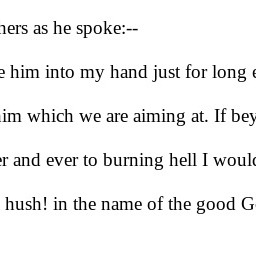 hers as he spoke:--
e him into my hand just for long e
him which we are aiming at. If bey
er and ever to burning hell I would
hush! in the name of the good G